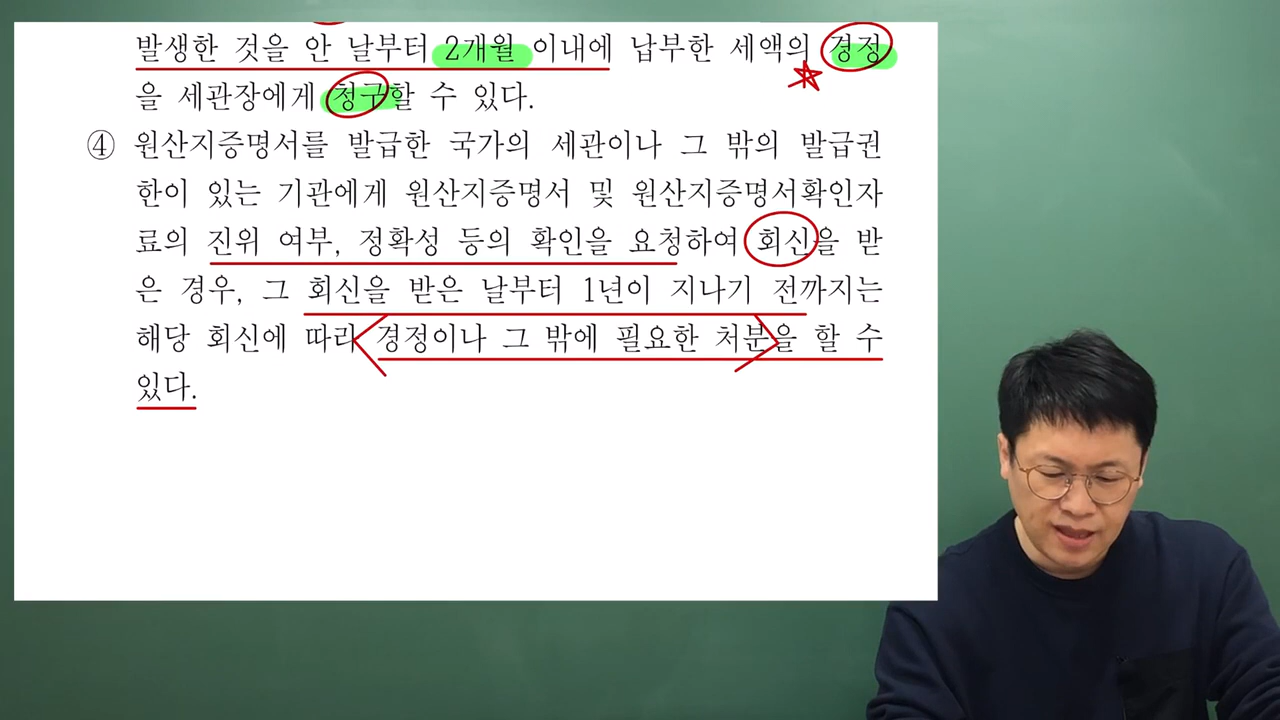 발생한 것을 안 날부터 2개월 이내에 납부한 세액의 경정
을 세관장에게 청구할 수 있다.
④ 원산지증명서를 발급한 국가의 세관이나 그 밖의 발급권
한이 있는 기관에게 원산지증명서 및 원산지증명서확인자
료의 진위 여부, 정확성 등의 확인을 요청하여 회신을 받
은 경우, 그 회신을 받은 날부터 1년이 지나기 전까지는
해당 회신에 따라 경정이나 그 밖에 필요한 처분을 할 수
있다.